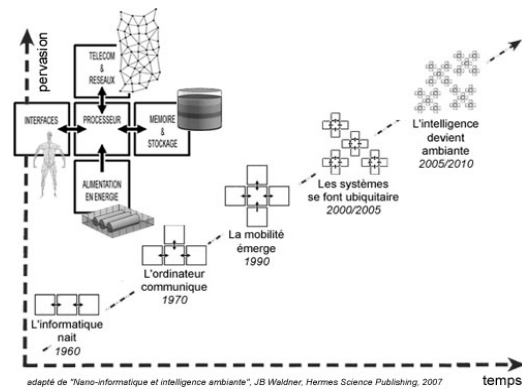 pervasion
TELECOM
&
RESEAUX
INTERFACES
PROCESSEUR
MEMOIRE
&
STOCKAGE
ALIMENTATION
EN ENERGIE
L'intelligence
devient
ambiante
2005/2010
Les systèmes
se font ubiquitaire
2000/2005
La mobilité
émerge
1990
L'ordinateur
communique
1970
L'informatique
nait
1960
temps
adapté de "Nano-informatique et intelligence ambiante", JB Waldner, Hermes Science Publishing, 2007